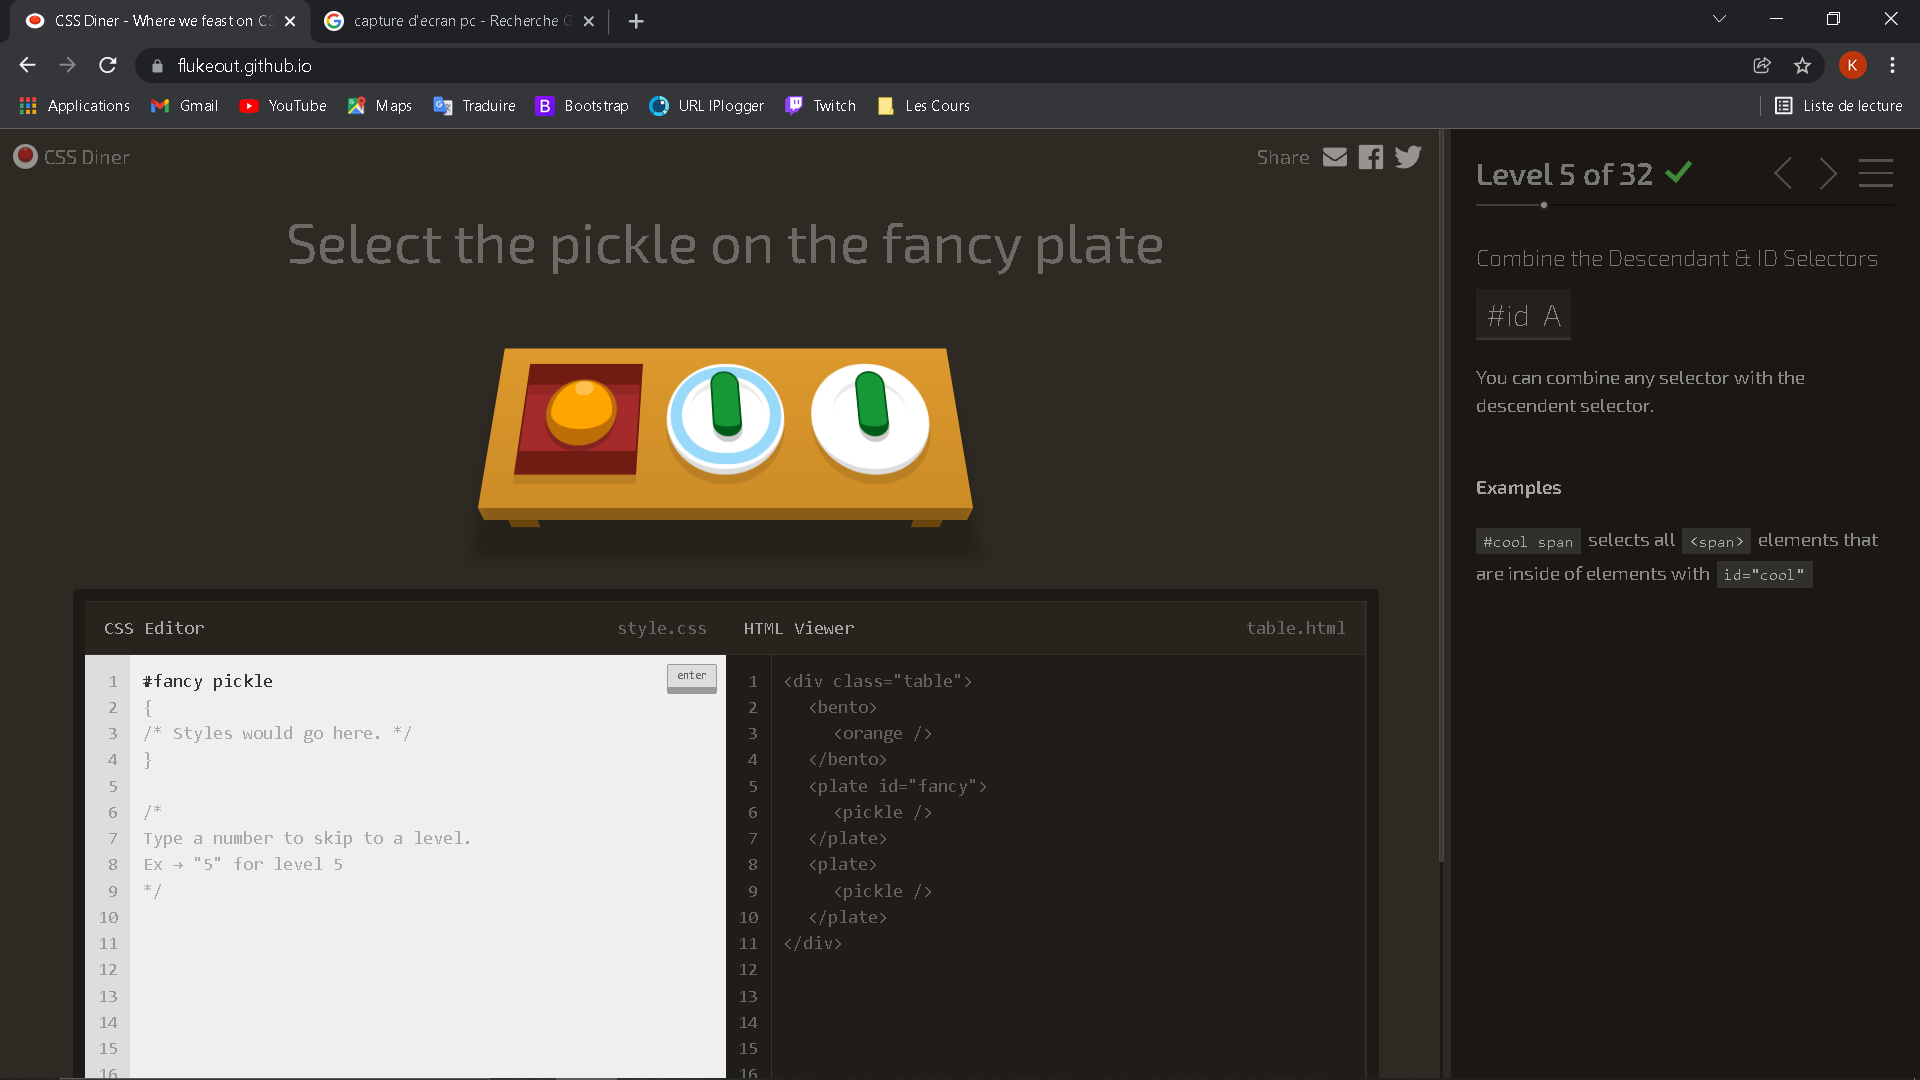 CSS Diner - Where we feast on CS
capture d'ecran pc - Recherche G
flukeout.github.io
K
Applications
Gmail
YouTube
Maps
Traduire
B
Bootstrap
URL IPlogger
Twitch
Les Cours
Liste de lecture
CSS Diner
Share
Select the pickle on the fancy plate
CSS Editor
style.css
1 #fancy pickle
enter
2 {
3 /* Styles would go here. */
4 }
5
6 /*
7 Type a number to skip to a level.
8 Ex → "5" for level 5
9 */
10
11
12
13
14
15
16
HTML Viewer
table.html
1 <div class="table">
2 <bento>
3 <orange />
4 </bento>
5 <plate id="fancy">
6 <pickle />
7 </plate>
8 <plate>
9 <pickle />
10 </plate>
11 </div>
12
13
14
15
16
Level 5 of 32
Combine the Descendant & ID Selectors
#id A
You can combine any selector with the
descendent selector.
Examples
#cool span selects all <span> elements that
are inside of elements with id="cool"